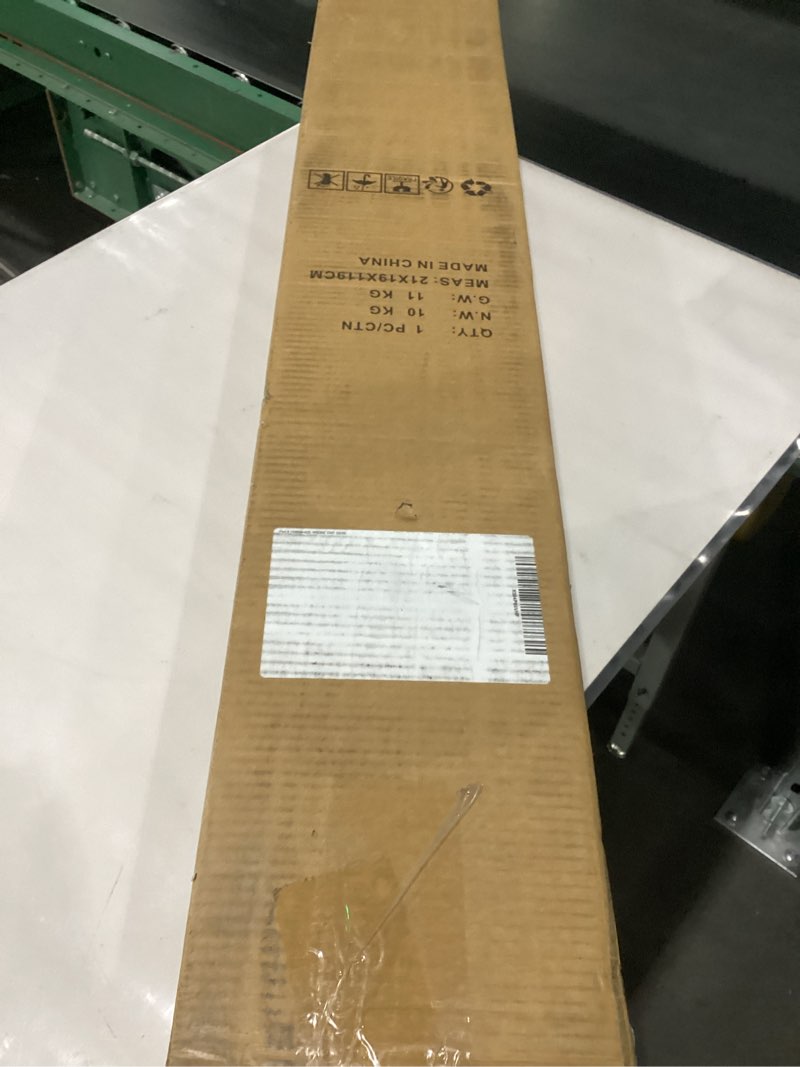 QTY: 1 PC/CTN
N.W: 10 KG
G.W: 11 KG
MEAS: 21X19X119CM
MADE IN CHINA